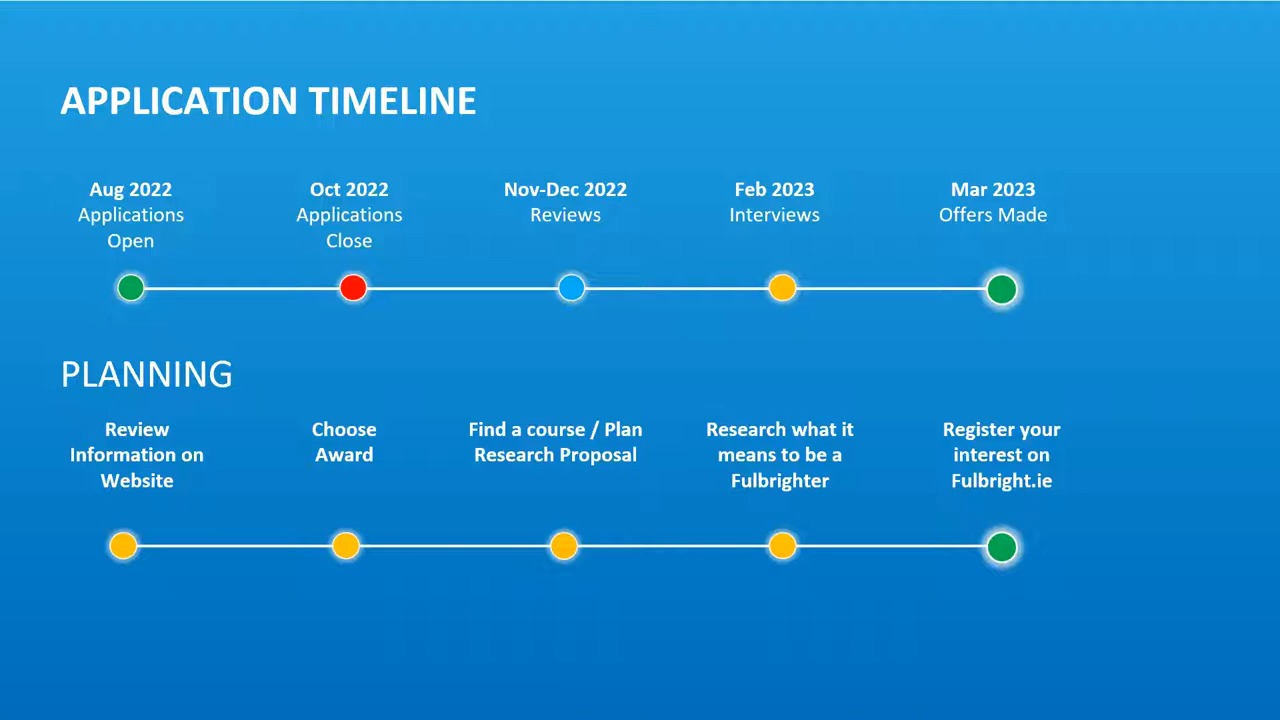 APPLICATION TIMELINE
Aug 2022
Applications
Open
Oct 2022
Applications
Close
Nov-Dec 2022
Reviews
Feb 2023
Interviews
Mar 2023
Offers Made
PLANNING
Review
Information on
Website
Choose
Award
Find a course / Plan
Research Proposal
Research what it
means to be a
Fulbrighter
Register your
interest on
Fulbright.ie